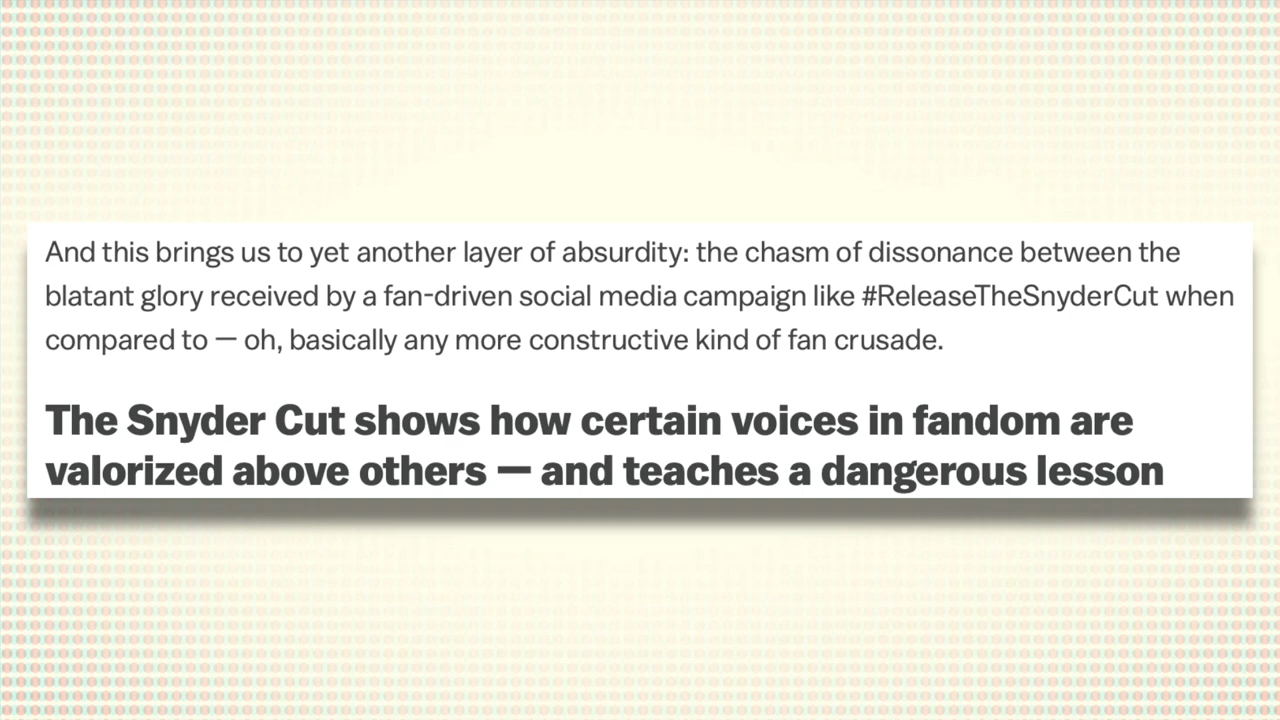 And this brings us to yet another layer of absurdity: the chasm of dissonance between the
blatant glory received by a fan-driven social media campaign like #ReleaseTheSnyderCut when
compared to — oh, basically any more constructive kind of fan crusade.
The Snyder Cut shows how certain voices in fandom are
valorized above others — and teaches a dangerous lesson